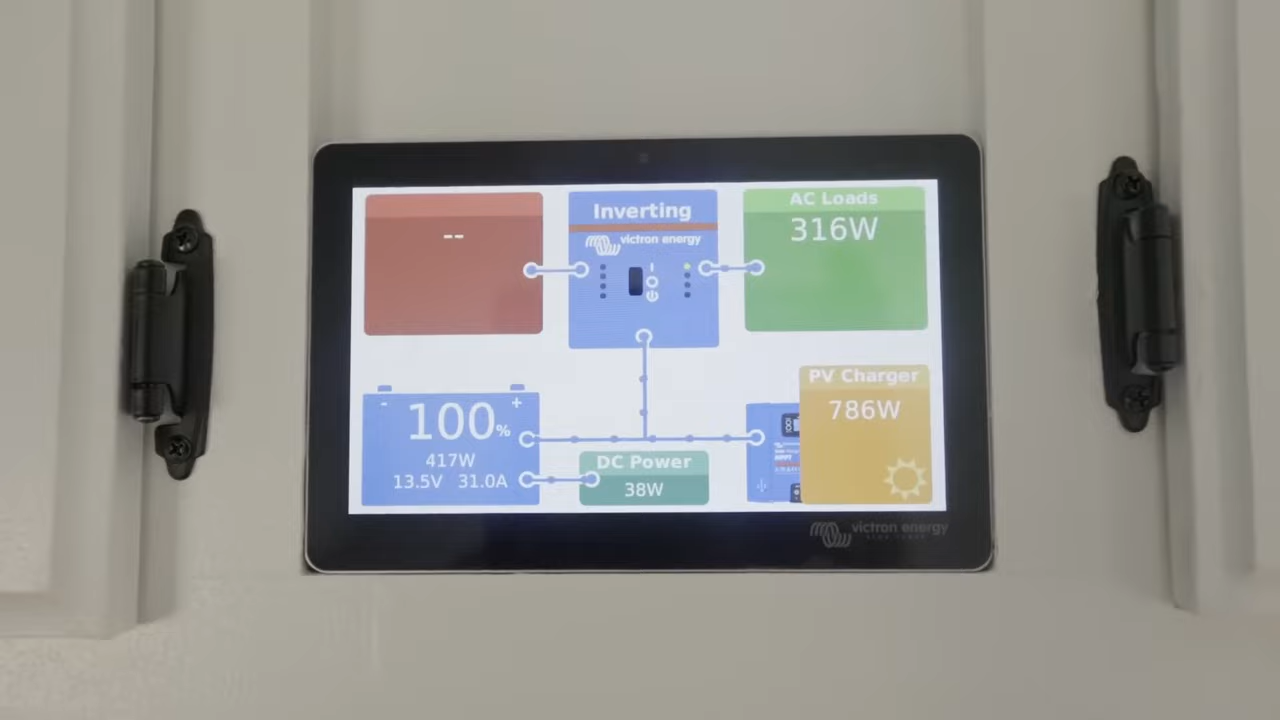 --
Inverting
victron energy
AC Loads
316W
- +
100%
417W
13.5V 31.0A
DC Power
38W
PV Charger
786W
MPPT
victron energy